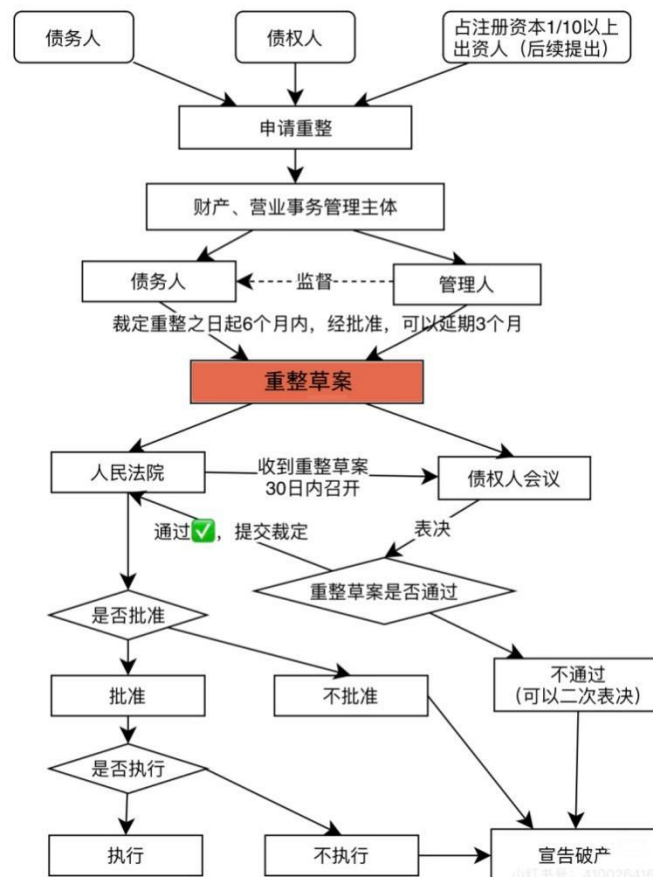 债务人
债权人
占注册资本1/10以上
出资人（后续提出）
申请重整
财产、营业事务管理主体
债务人
监督
管理人
裁定重整之日起6个月内，经批准，可以延期3个月
重整草案
人民法院
收到重整草案
30日内召开
债权人会议
通过✅，提交裁定
表决
重整草案是否通过
是否批准
不通过
（可以二次表决）
批准
不批准
是否执行
执行
不执行
宣告破产